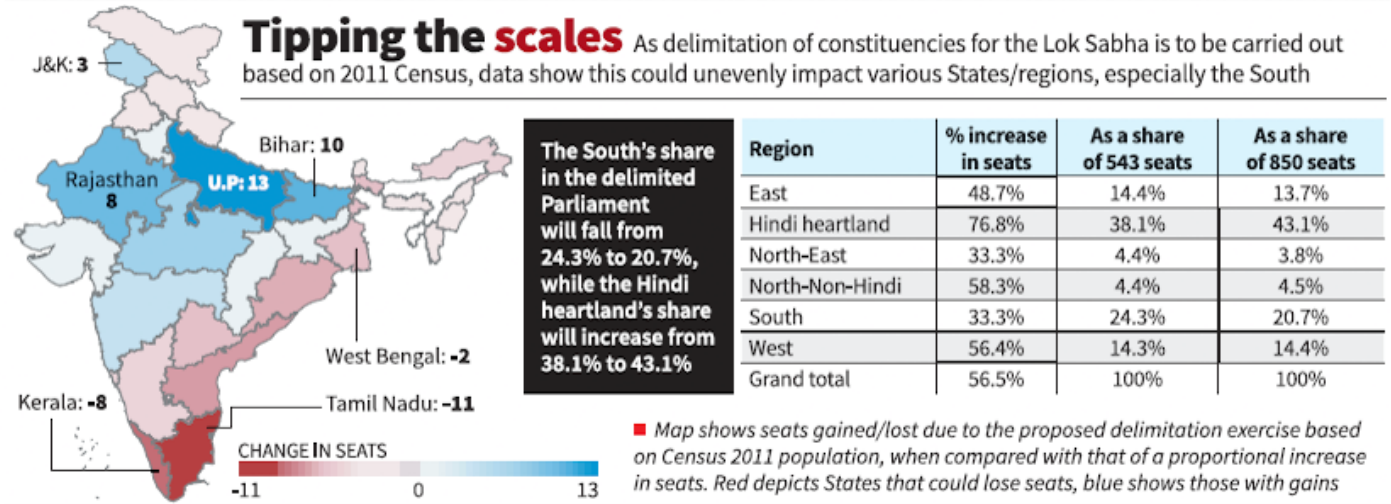 Tipping the scales As delimitation of constituencies for the Lok Sabha is to be carried out
based on 2011 Census, data show this could unevenly impact various States/regions, especially the South
J&K: 3
Bihar: 10
Rajasthan
8
U.P: 13
West Bengal: -2
Kerala: -8
Tamil Nadu: -11
CHANGE IN SEATS
-11 0 13
The South's share
in the delimited
Parliament
will fall from
24.3% to 20.7%,
while the Hindi
heartland's share
will increase from
38.1% to 43.1%
Region % increase in seats As a share of 543 seats As a share of 850 seats
East 48.7% 14.4% 13.7%
Hindi heartland 76.8% 38.1% 43.1%
North-East 33.3% 4.4% 3.8%
North-Non-Hindi 58.3% 4.4% 4.5%
South 33.3% 24.3% 20.7%
West 56.4% 14.3% 14.4%
Grand total 56.5% 100% 100%
Map shows seats gained/lost due to the proposed delimitation exercise based
on Census 2011 population, when compared with that of a proportional increase
in seats. Red depicts States that could lose seats, blue shows those with gains